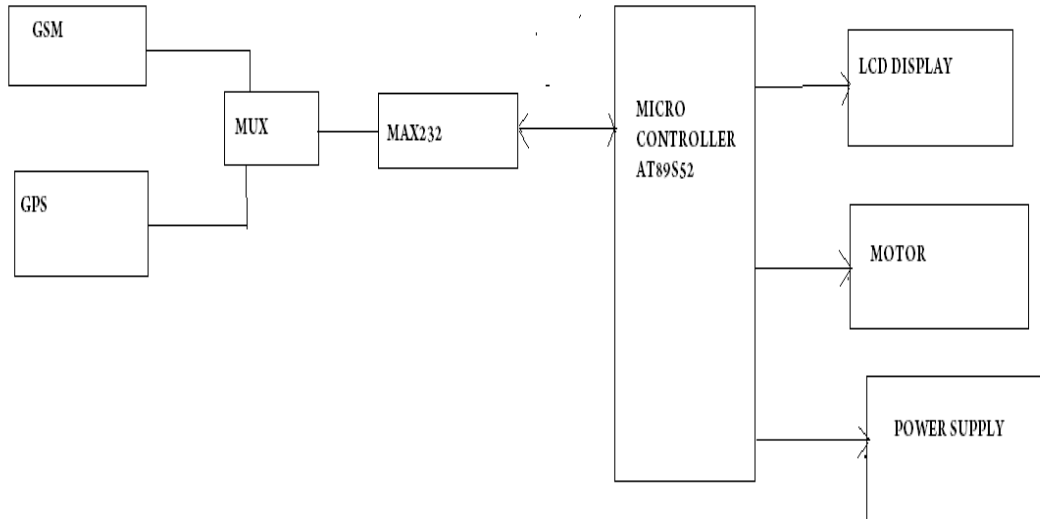 GSM
GPS
MUX
MAX232
MICRO
CONTROLLER
AT89S52
LCD DISPLAY
MOTOR
POWER SUPPLY